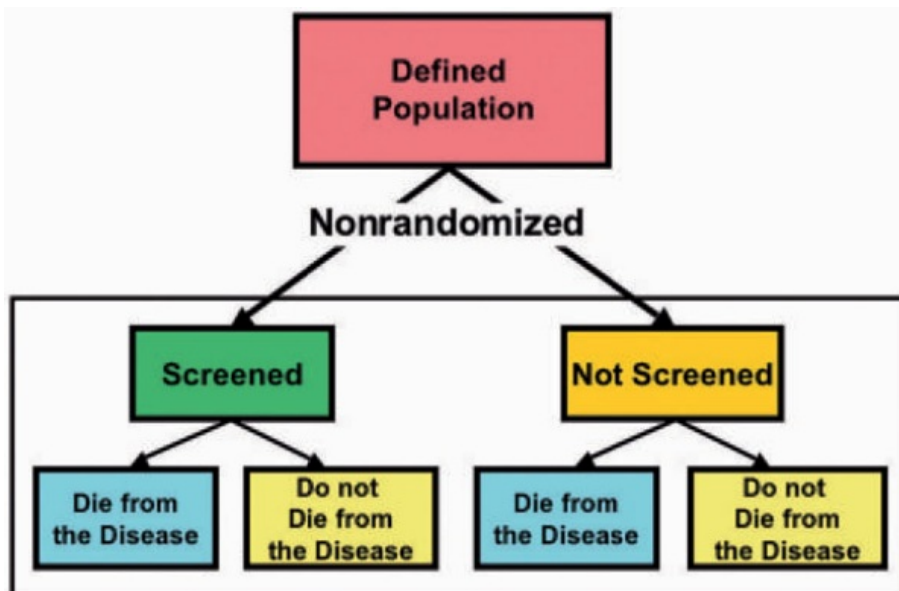 Defined
Population
Nonrandomized
Screened
Not Screened
Die from
the Disease
Do not
Die from
the Disease
Die from
the Disease
Do not
Die from
the Disease